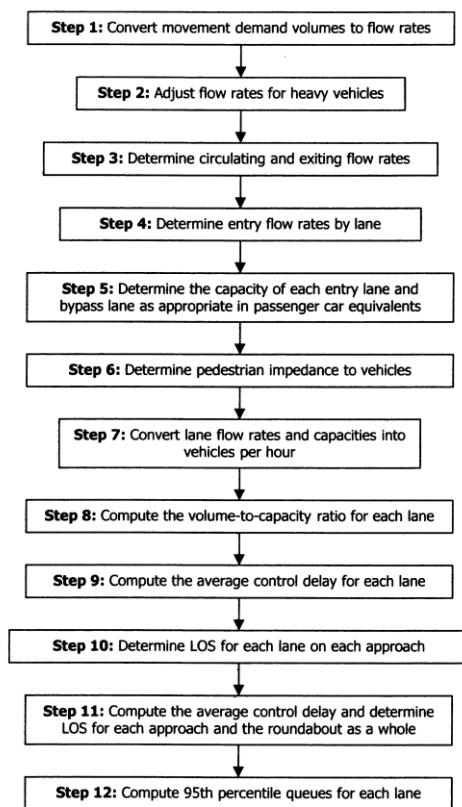 Step 1: Convert movement demand volumes to flow rates
Step 2: Adjust flow rates for heavy vehicles
Step 3: Determine circulating and exiting flow rates
Step 4: Determine entry flow rates by lane
Step 5: Determine the capacity of each entry lane and
bypass lane as appropriate in passenger car equivalents
Step 6: Determine pedestrian impedance to vehicles
Step 7: Convert lane flow rates and capacities into
vehicles per hour
Step 8: Compute the volume-to-capacity ratio for each lane
Step 9: Compute the average control delay for each lane
Step 10: Determine LOS for each lane on each approach
Step 11: Compute the average control delay and determine
LOS for each approach and the roundabout as a whole
Step 12: Compute 95th percentile queues for each lane